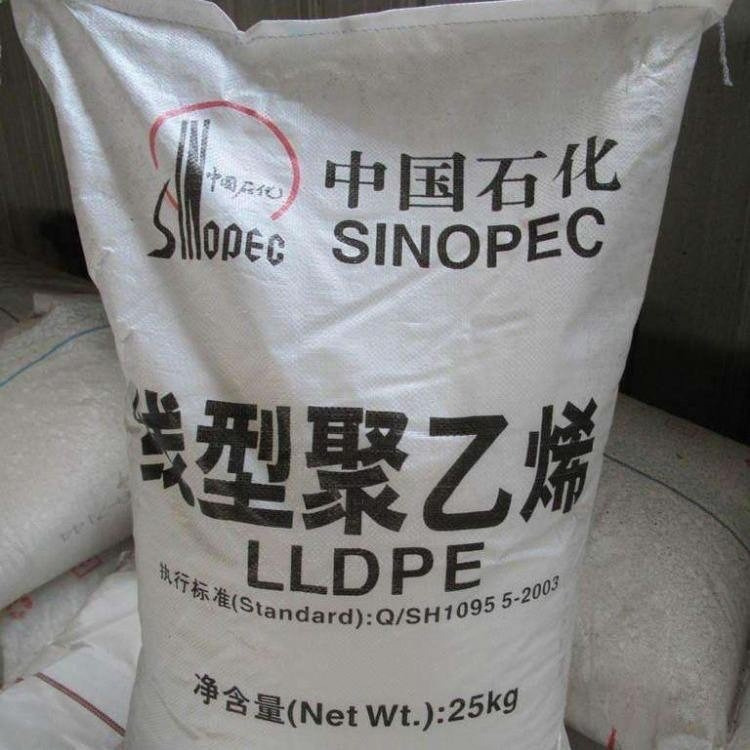 中国石化
SINOPEC
中国石化
SINOPEC
线型聚乙烯
LLDPE
执行标准(Standard):Q/SH1095 5-2003
净含量(Net Wt.):25kg